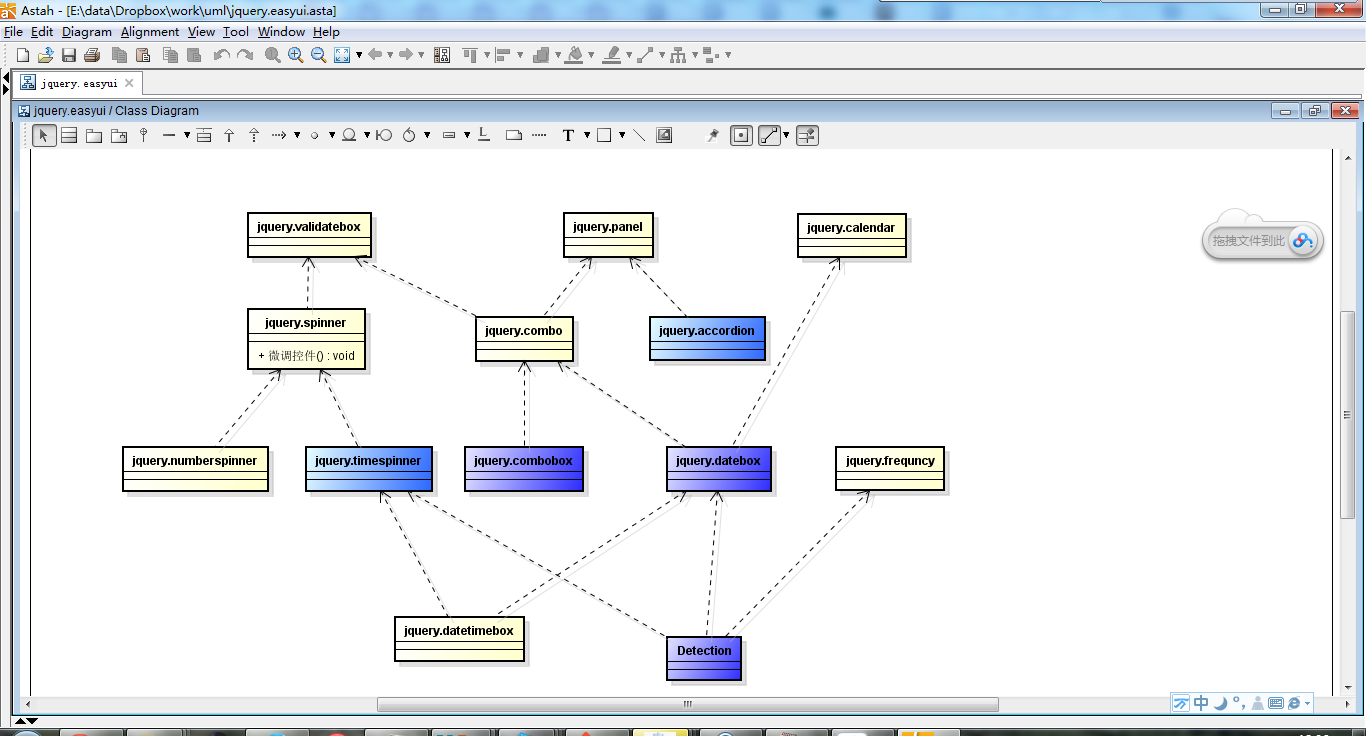 Astah - [E:\data\Dropbox\work\uml\jquery.easyui.asta]
File Edit Diagram Alignment View Tool Window Help
jquery.easyui
jquery.easyui / Class Diagram
T
jquery.validatebox
jquery.panel
jquery.calendar
拖拽文件到此
jquery.spinner
+ 微调控件() : void
jquery.combo
jquery.accordion
jquery.numberspinner
jquery.timespinner
jquery.combobox
jquery.datebox
jquery.frequncy
jquery.datetimebox
Detection
中